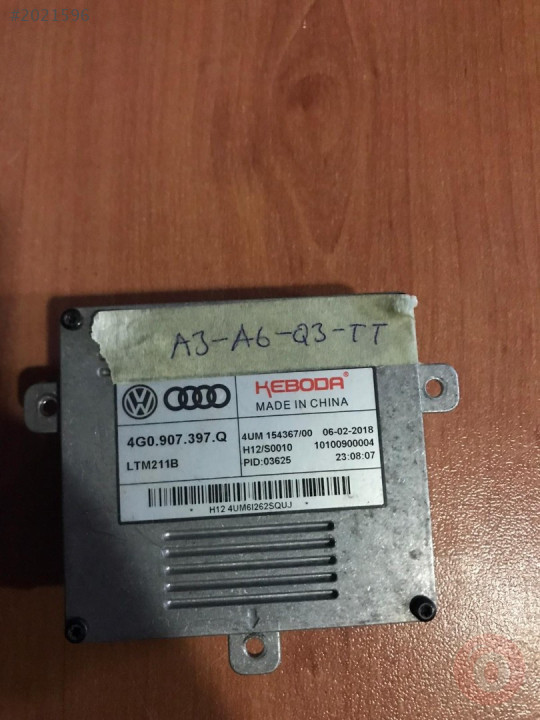 A3-A6-Q3-TT
KEBODA®
MADE IN CHINA
4G0.907.397.Q
LTM211B
4UM 154367/00 06-02-2018
H12/S0010 10100900004
PID:03625 23:08:07
H12 4UM6I262SQUJ